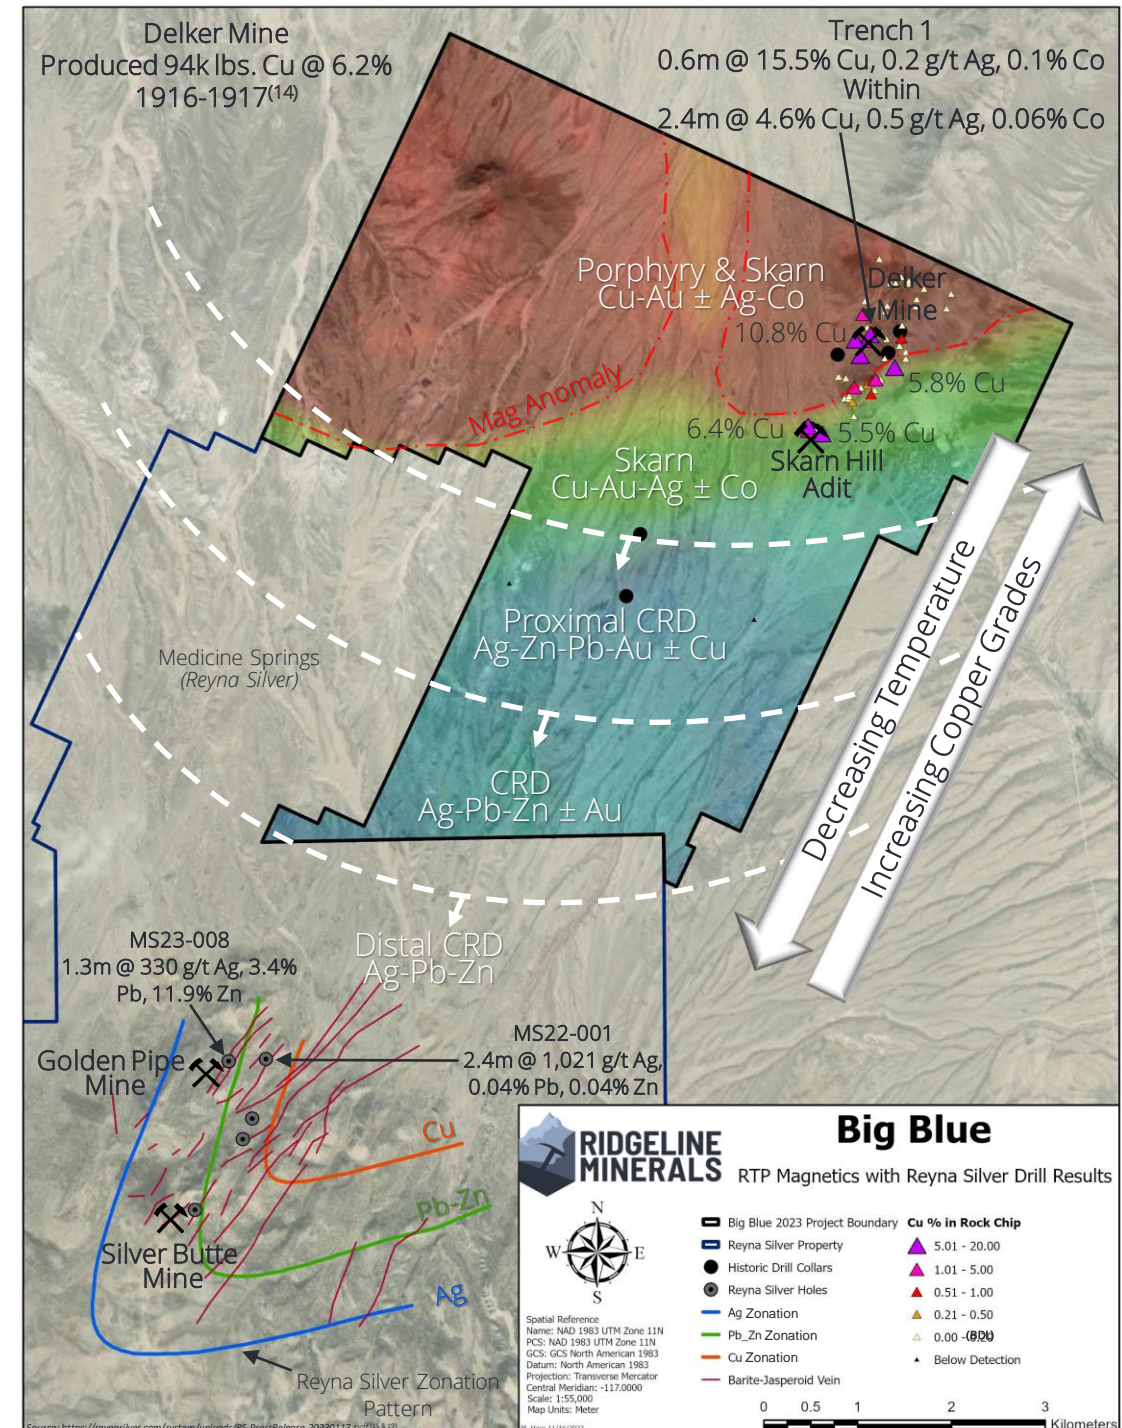 Delker Mine
Produced 94k lbs. Cu @ 6.2%
1916-1917(14)
Trench 1
0.6m @ 15.5% Cu, 0.2 g/t Ag, 0.1% Co
Within
2.4m @ 4.6% Cu, 0.5 g/t Ag, 0.06% Co
Porphyry & Skarn
Cu-Au ± Ag-Co
Delker
Mine
10.8% Cu
5.8% Cu
Mag Anomaly
6.4% Cu
5.5% Cu
Skarn Hill
Adit
Skarn
Cu-Au-Ag ± Co
Decreasing Temperature
Increasing Copper Grades
Proximal CRD
Ag-Zn-Pb-Au ± Cu
Medicine Springs
(Reyna Silver)
CRD
Ag-Pb-Zn ± Au
Distal CRD
Ag-Pb-Zn
MS23-008
1.3m @ 330 g/t Ag, 3.4%
Pb, 11.9% Zn
MS22-001
2.4m @ 1,021 g/t Ag,
0.04% Pb, 0.04% Zn
Golden Pipe
Mine
Cu
Pb-Zn
Silver Butte
Mine
Ag
Reyna Silver Zonation
Pattern
RIDGELINE
MINERALS
Big Blue
RTP Magnetics with Reyna Silver Drill Results
N
W
E
S
Big Blue 2023 Project Boundary
Reyna Silver Property
Historic Drill Collars
Reyna Silver Holes
Ag Zonation
Pb_Zn Zonation
Cu Zonation
Barite-Jasperoid Vein
Cu % in Rock Chip
5.01 - 20.00
1.01 - 5.00
0.51 - 1.00
0.21 - 0.50
0.00 -
Below Detection
Spatial Reference
Name: NAD 1983 UTM Zone 11N
PCS: NAD 1983 UTM Zone 11N
GCS: GCS North American 1983
Datum: North American 1983
Projection: Transverse Mercator
Central Meridian: -117.0000
Scale: 1:55,000
Map Units: Meter
0 0.5 1 2 3
Kilometers